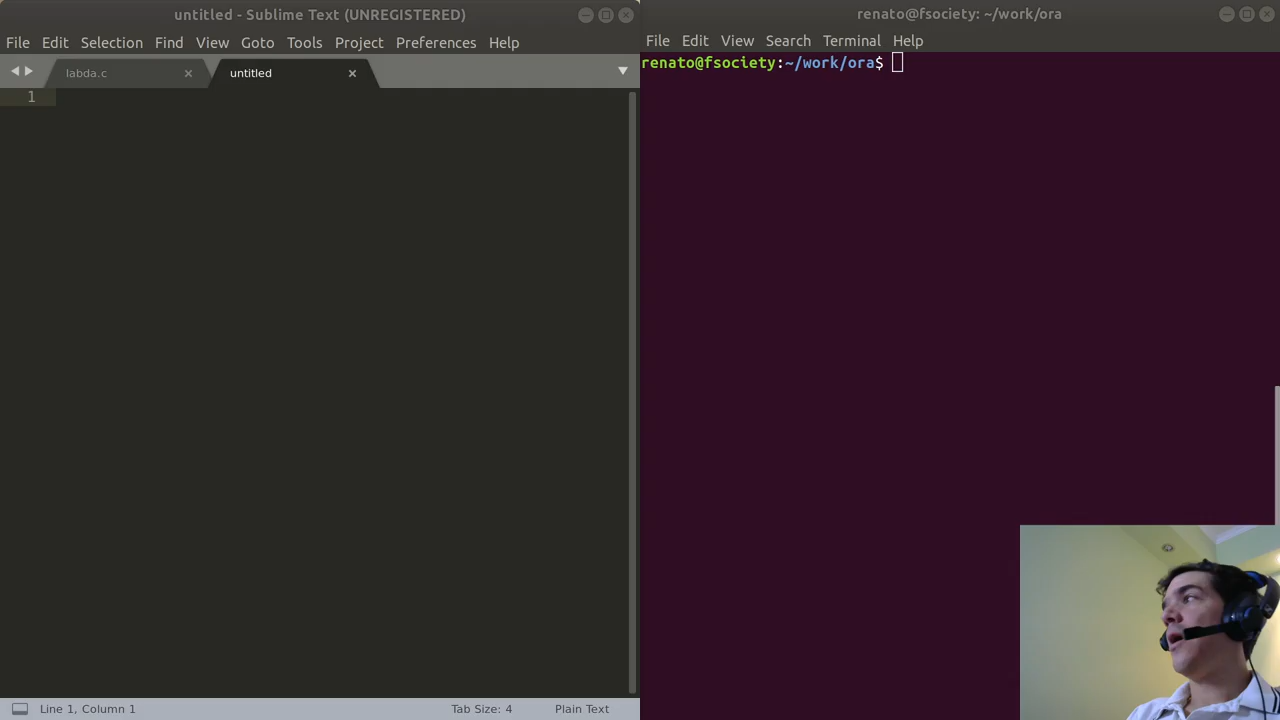 untitled - Sublime Text (UNREGISTERED)
File Edit Selection Find View Goto Tools Project Preferences Help
labda.c untitled
1
Line 1, Column 1 Tab Size: 4 Plain Text
renato@fsociety: ~/work/ora
File Edit View Search Terminal Help
renato@fsociety:~/work/ora$